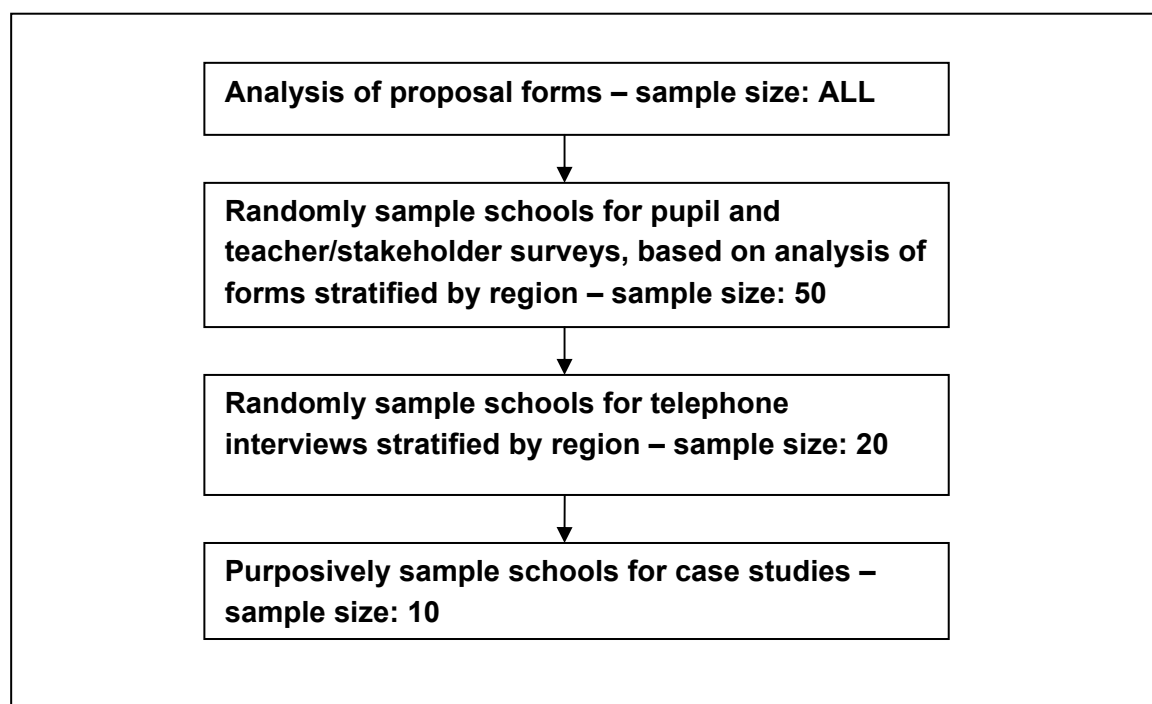 Analysis of proposal forms – sample size: ALL
Randomly sample schools for pupil and
teacher/stakeholder surveys, based on analysis of
forms stratified by region – sample size: 50
Randomly sample schools for telephone
interviews stratified by region – sample size: 20
Purposively sample schools for case studies –
sample size: 10